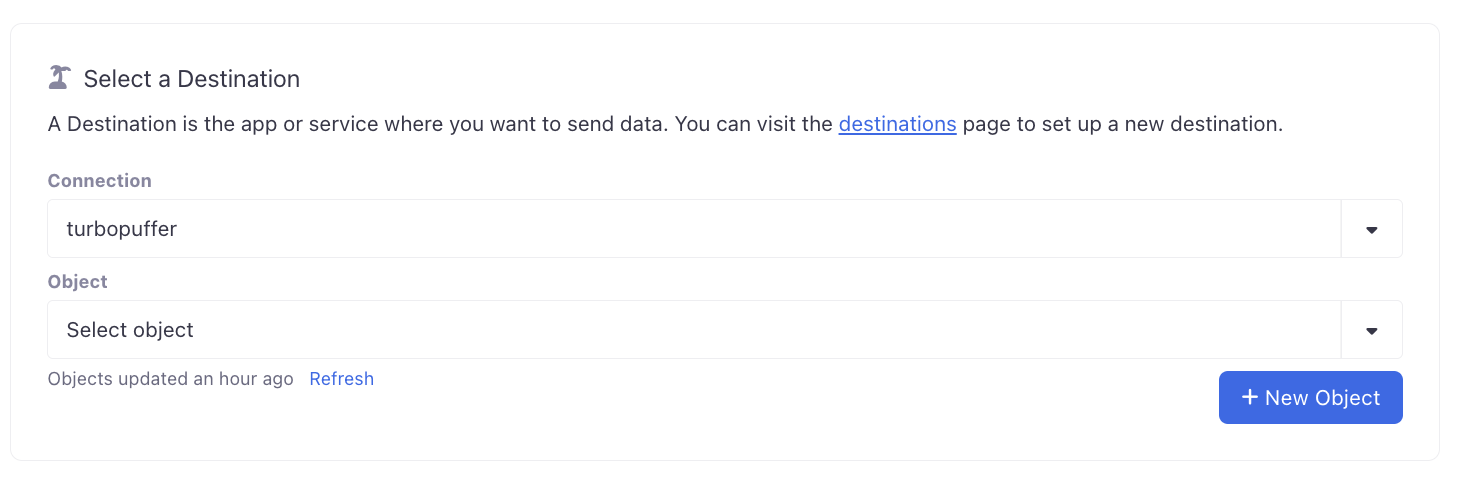 Select a Destination
A Destination is the app or service where you want to send data. You can visit the destinations page to set up a new destination.
Connection
turbopuffer
Object
Select object
Objects updated an hour ago Refresh
+ New Object